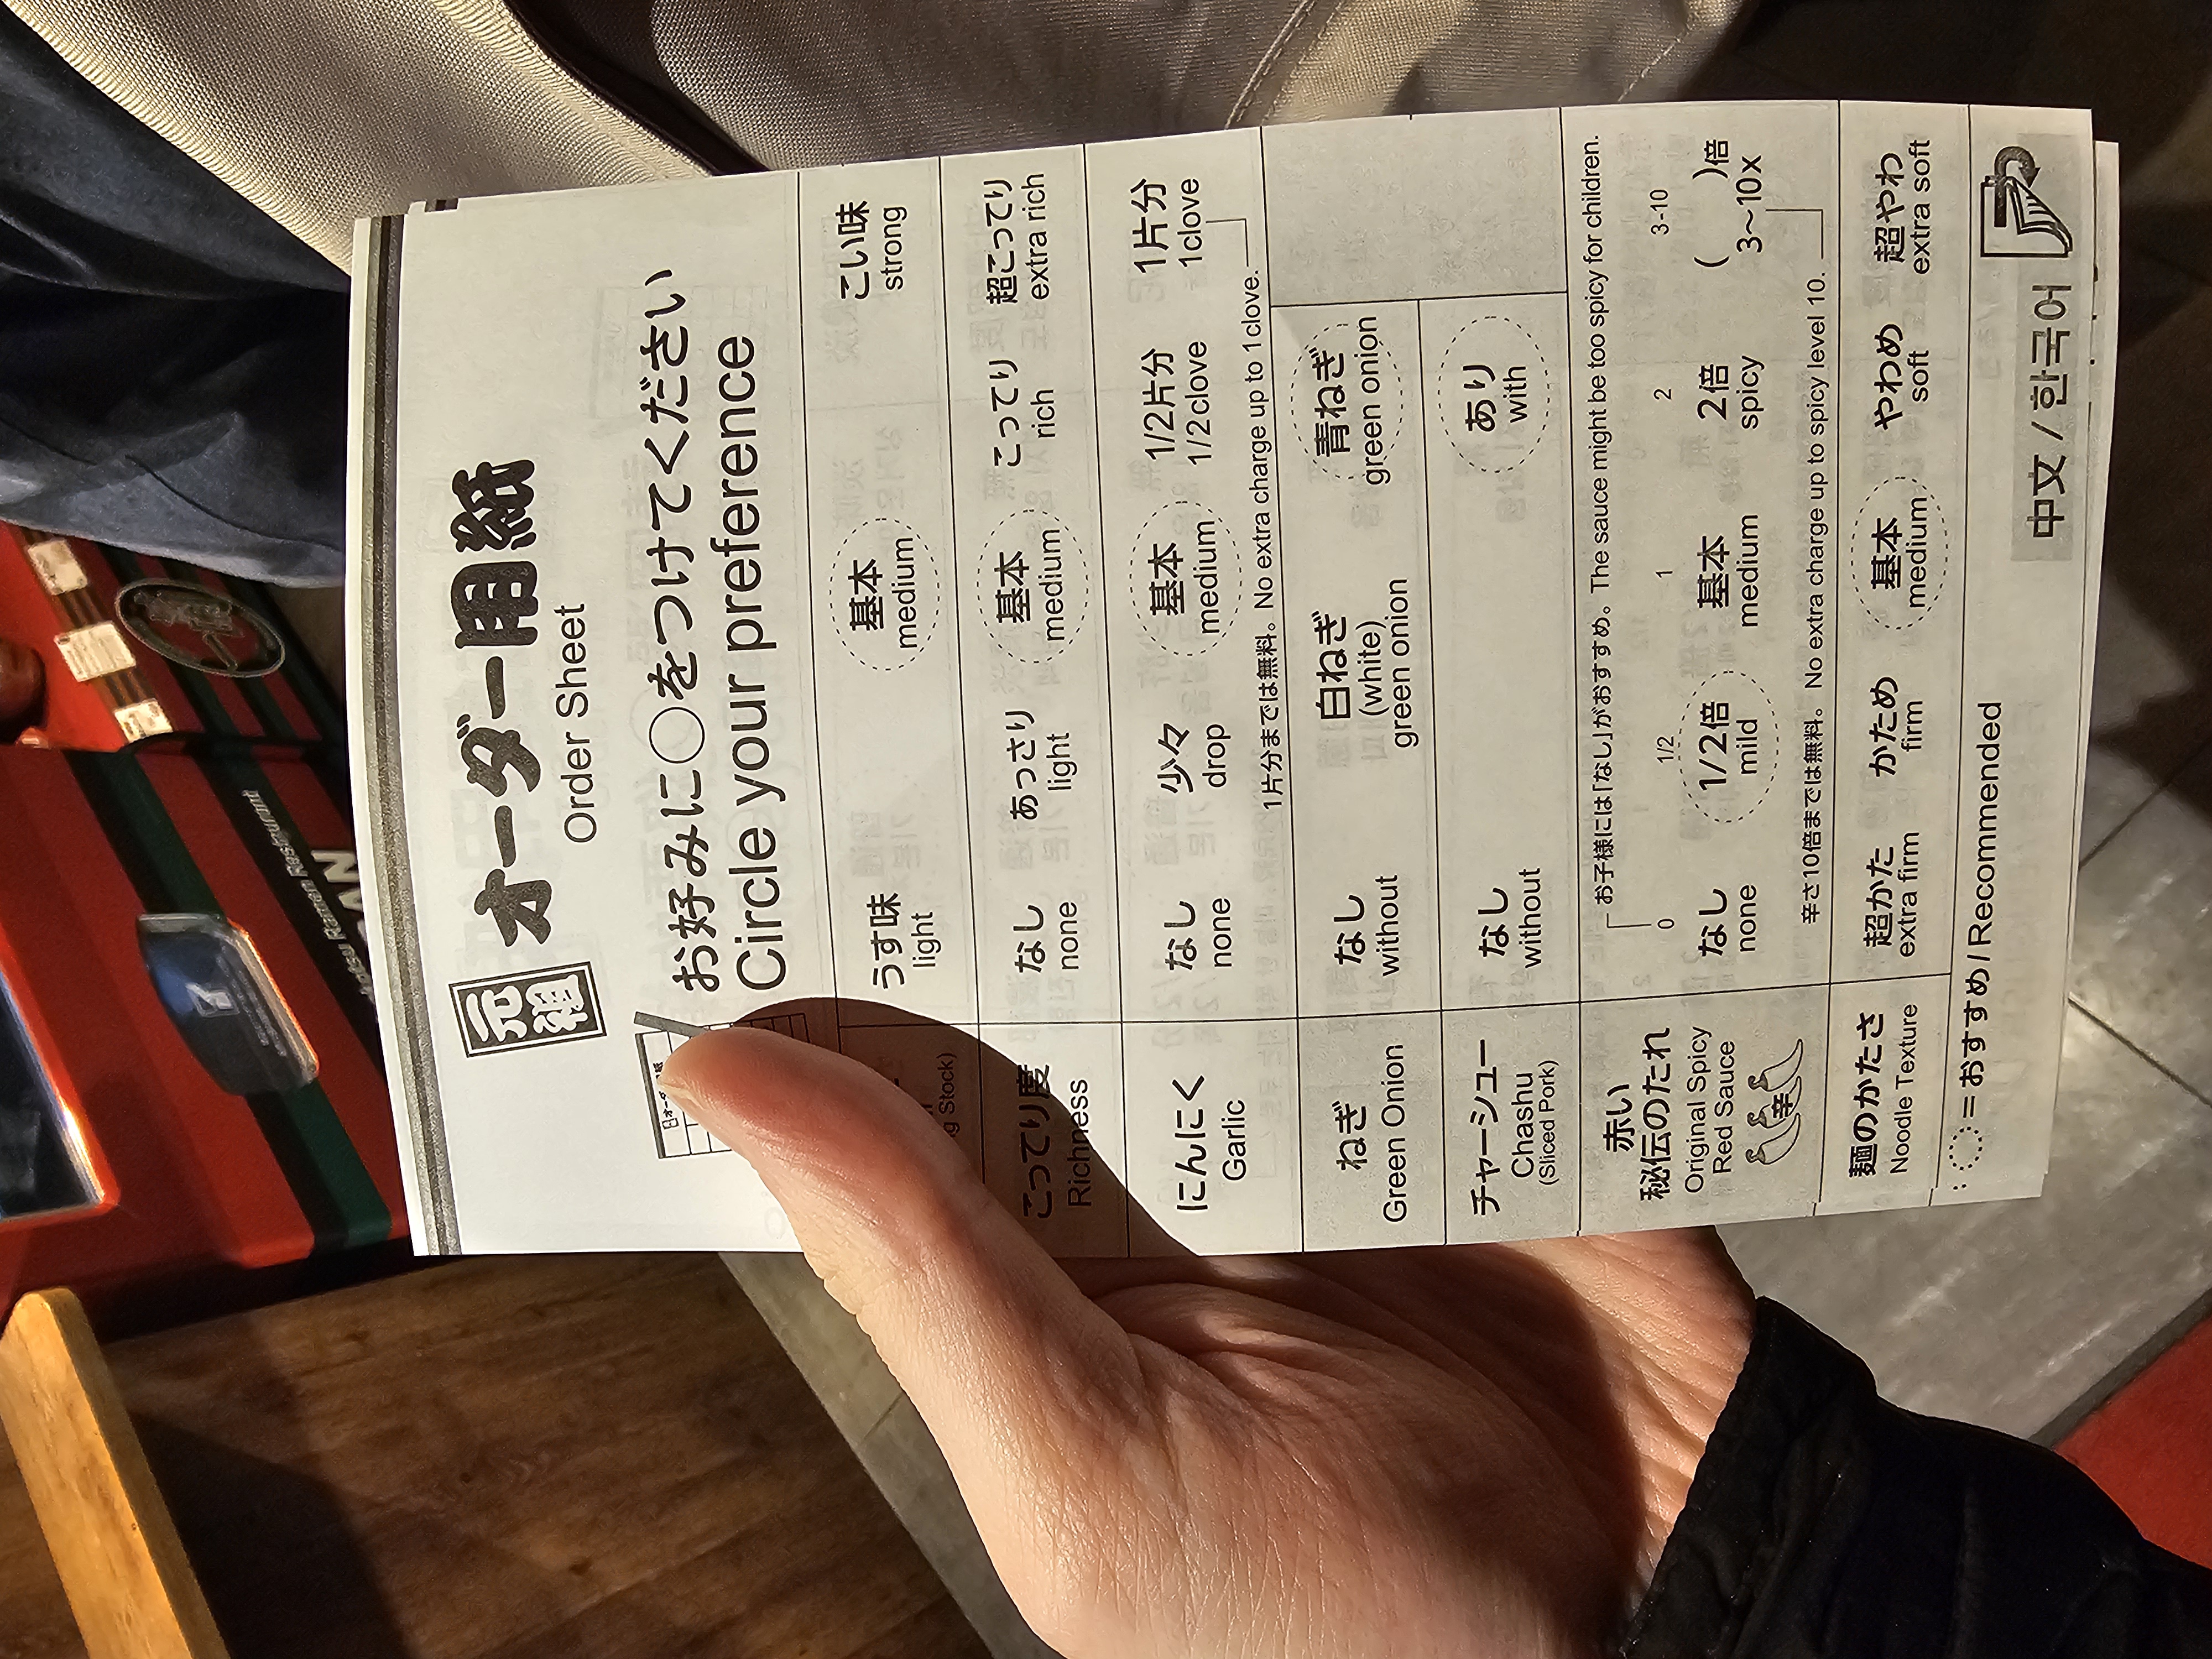 元祖
オーダー用紙
Order Sheet
お好みに○をつけてください
Circle your preference
うす味 基本 こい味
light medium strong
こってり度 なし あっさり 基本 こってり 超こってり
Richness none light medium rich extra rich
にんにく なし 少々 基本 1/2片分 1片分
Garlic none drop medium 1/2clove 1clove
1片分までは無料。 No extra charge up to 1clove.
ねぎ なし 白ねぎ 青ねぎ
Green Onion without (white) green onion green onion
チャーシュー なし あり
Chashu without with
(Sliced Pork)
お子様には「なし」がおすすめ。The sauce might be too spicy for children.
0 1/2 1 2 3-10
赤い
秘伝のたれ なし 1/2倍 基本 2倍 ( )倍
Original Spicy none mild medium spicy 3~10x
Red Sauce
辛
辛さ10倍までは無料。 No extra charge up to spicy level 10.
麺のかたさ 超かた かため 基本 やわめ 超やわ
Noodle Texture extra firm firm medium soft extra soft
=おすすめ/Recommended
中文 / 한국어
Ramen Restaurant